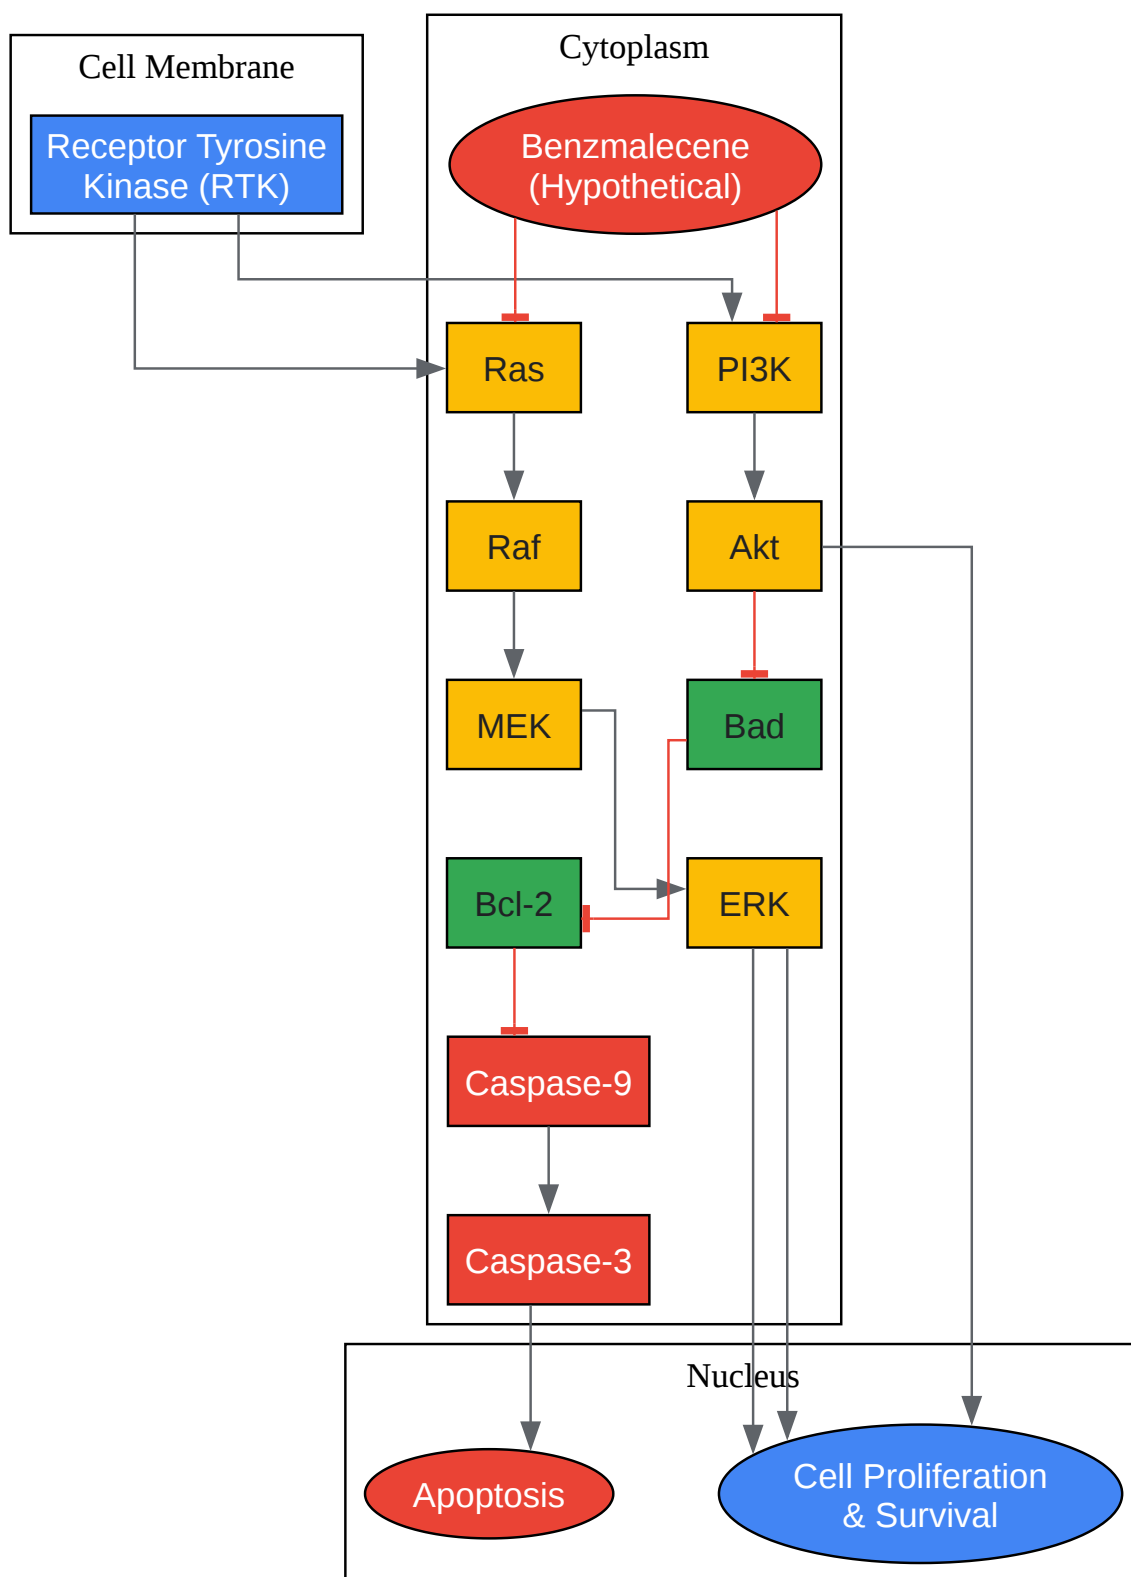 Cell Membrane
Receptor Tyrosine
Kinase (RTK)
Cytoplasm
Benzmalecene
(Hypothetical)
Ras
PI3K
Raf
Akt
MEK
Bad
Bcl-2
ERK
Caspase-9
Caspase-3
Nucleus
Apoptosis
Cell Proliferation
& Survival